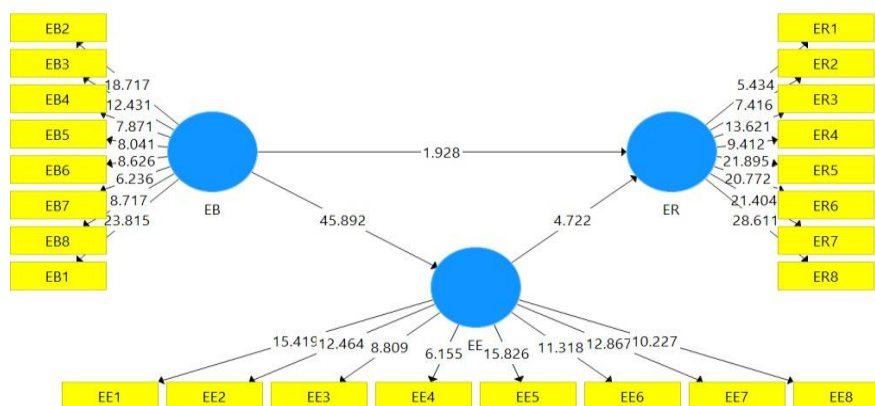 EB2
EB3
EB4
EB5
EB6
EB7
EB8
EB1
18.717
12.431
7.871
8.041
8.626
6.236
8.717
23.815
EB
1.928
45.892
4.722
ER
5.434
7.416
13.621
9.412
21.895
20.772
21.404
28.611
ER1
ER2
ER3
ER4
ER5
ER6
ER7
ER8
EE
15.419
12.464
8.809
6.155
15.826
11.318
12.867
10.227
EE1
EE2
EE3
EE4
EE5
EE6
EE7
EE8